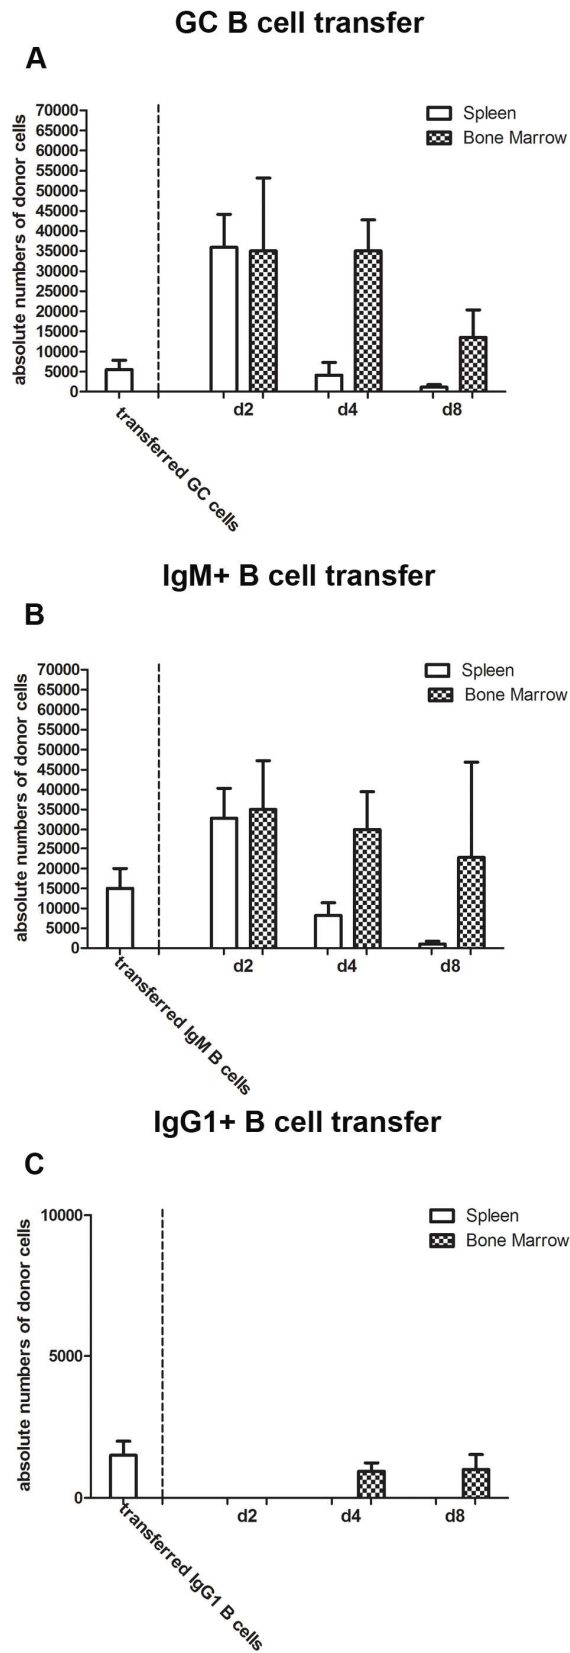 GC B cell transfer
A
absolute numbers of donor cells
70000
65000
60000
55000
50000
45000
40000
35000
30000
25000
20000
15000
10000
5000
0
Spleen
Bone Marrow
transferred GC cells
d2
d4
d8
IgM+ B cell transfer
B
absolute numbers of donor cells
70000
65000
60000
55000
50000
45000
40000
35000
30000
25000
20000
15000
10000
5000
0
Spleen
Bone Marrow
transferred IgM B cells
d2
d4
d8
IgG1+ B cell transfer
C
absolute numbers of donor cells
10000
5000
0
Spleen
Bone Marrow
transferred IgG1 B cells
d2
d4
d8